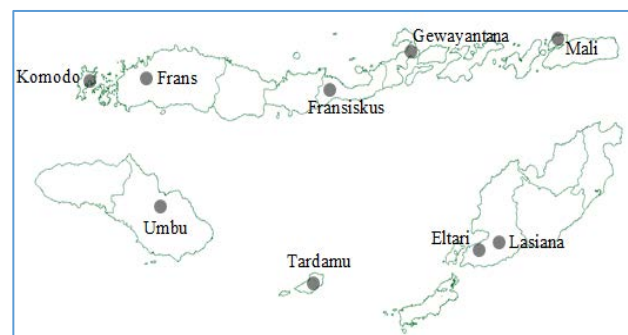 Gewayantana
Mali
Komodo
Frans
Fransiskus
Umbu
Eltari
Lasiana
Tardamu